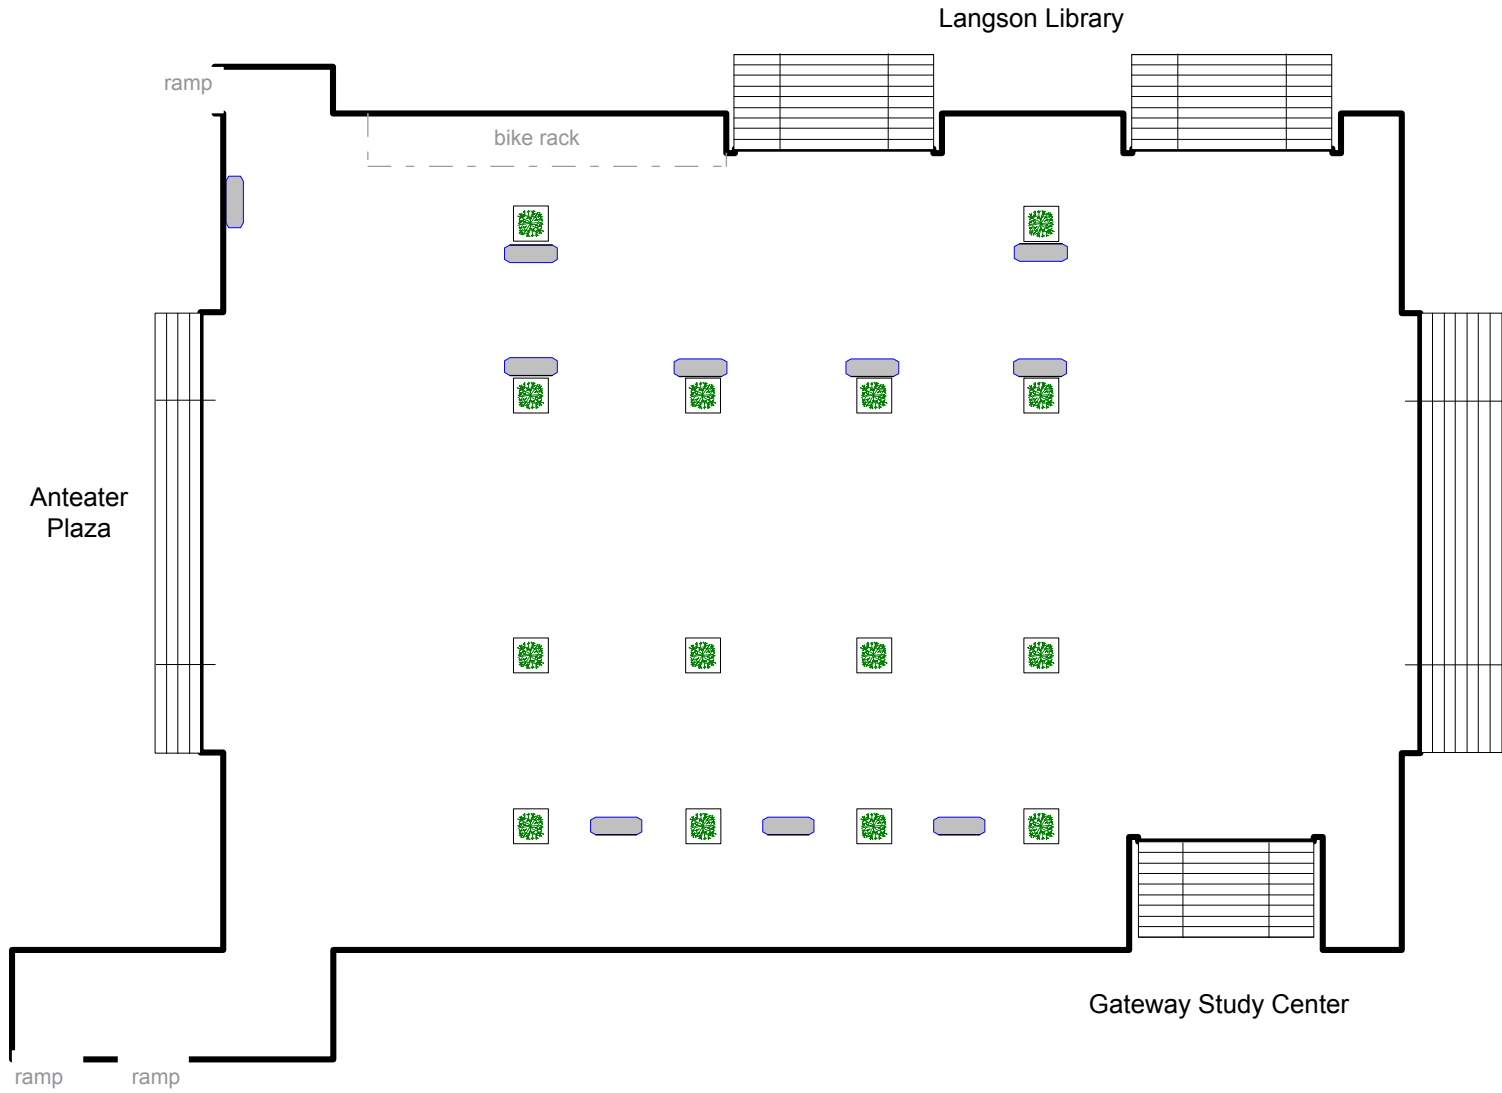 Langson Library
ramp
bike rack
Anteater
Plaza
Gateway Study Center
ramp
ramp